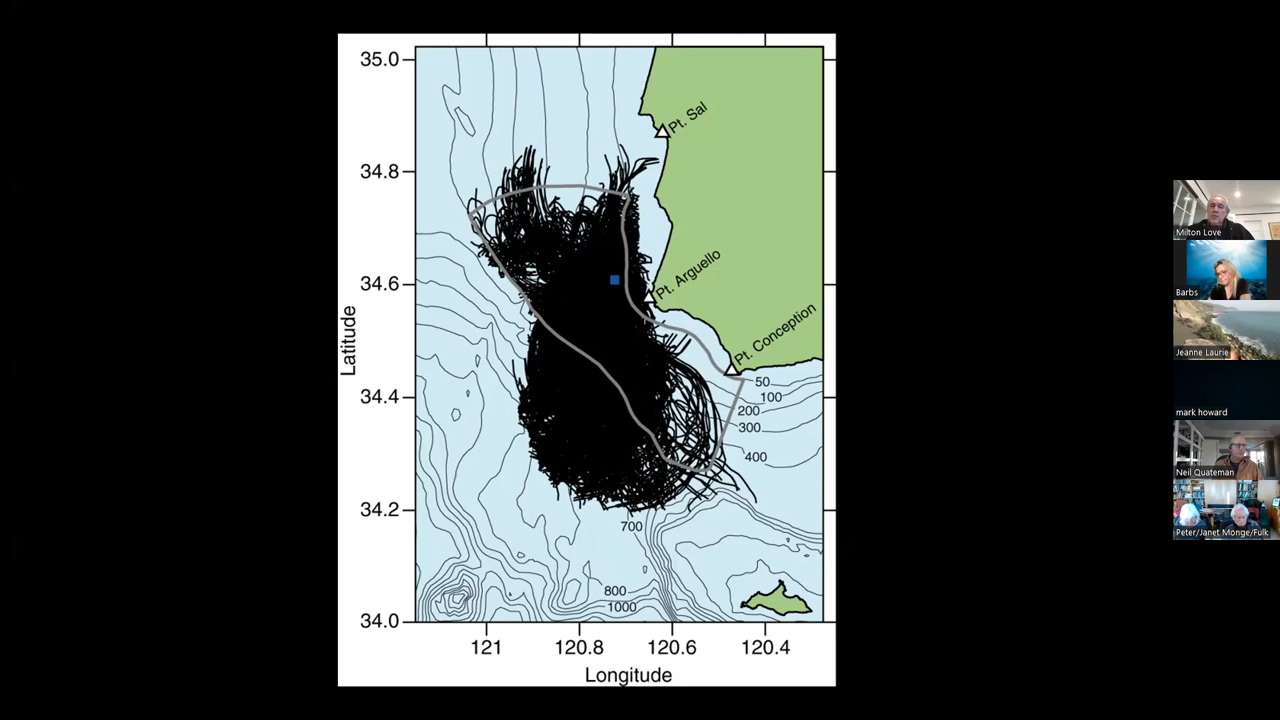 35.0
34.8
34.6
34.4
34.2
34.0
Latitude
Pt. Sal
Pt. Arguello
Pt. Conception
50
100
200
300
400
700
800
1000
121
120.8
120.6
120.4
Longitude
Milton Love
Barbs
Jeanne Laurie
mark howard
Neil Quateman
Peter/Janet Monge/Fulk